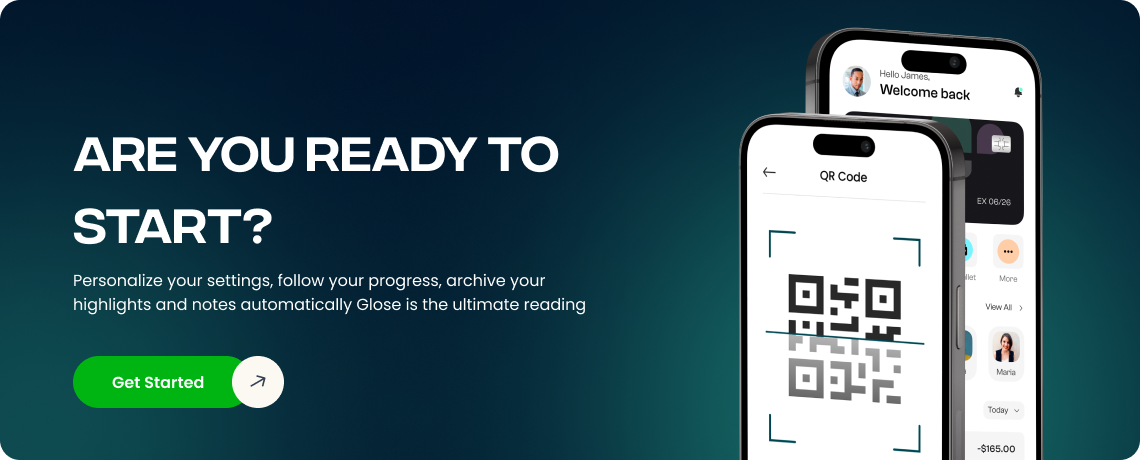 ARE YOU READY TO
START?
Personalize your settings, follow your progress, archive your
highlights and notes automatically Glose is the ultimate reading
Get Started
Hello James,
Welcome back
EX 06/26
More
View All
Maria
Today
-$165.00
QR Code